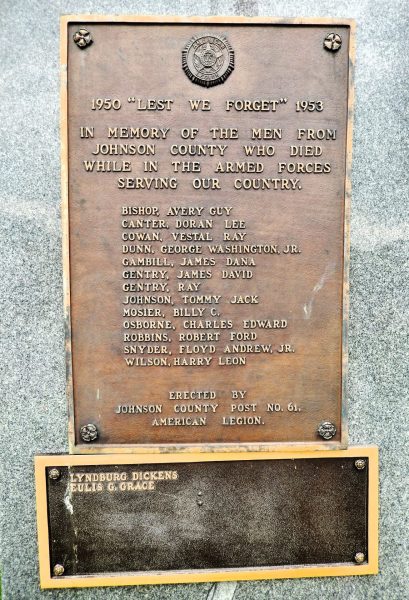 1950 "LEST WE FORGET" 1953
IN MEMORY OF THE MEN FROM
JOHNSON COUNTY WHO DIED
WHILE IN THE ARMED FORCES
SERVING OUR COUNTRY.
BISHOP, AVERY GUY
CANTER, DORAN LEE
COWAN, VESTAL RAY
DUNN, GEORGE WASHINGTON, JR.
GAMBILL, JAMES DANA
GENTRY, JAMES DAVID
GENTRY, RAY
JOHNSON, TOMMY JACK
MOSIER, BILLY C.
OSBORNE, CHARLES EDWARD
ROBBINS, ROBERT FORD
SNYDER, FLOYD ANDREW, JR.
WILSON, HARRY LEON
ERECTED BY
JOHNSON COUNTY POST NO. 61,
AMERICAN LEGION.
LYNDBURG DICKENS
EULIS G. GRACE